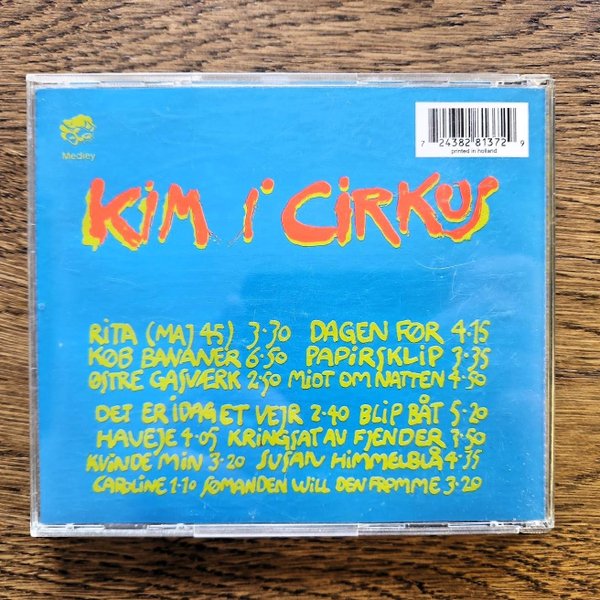 Medley
7 24382 81372 9
printed in holland
KIM I CIRKUS
RITA (MAJ 45) 3·30 DAGEN FØR 4·15
KØB BANANER 6·50 PAPIRSKLIP 3·35
ØSTRE GASVÆRK 2·50 MIDT OM NATTEN 4·50
DET ER I DAG ET VEJR 2·40 BLIP BÅT 5·20
HAVEJE 4·05 KRINGSAT AV FJENDER 3·50
KVINDE MIN 3·20 SUSAN HIMMELBLÅ 4·35
CAROLINE 1·10 SØMANDEN WILL DEN FROMME 3·20